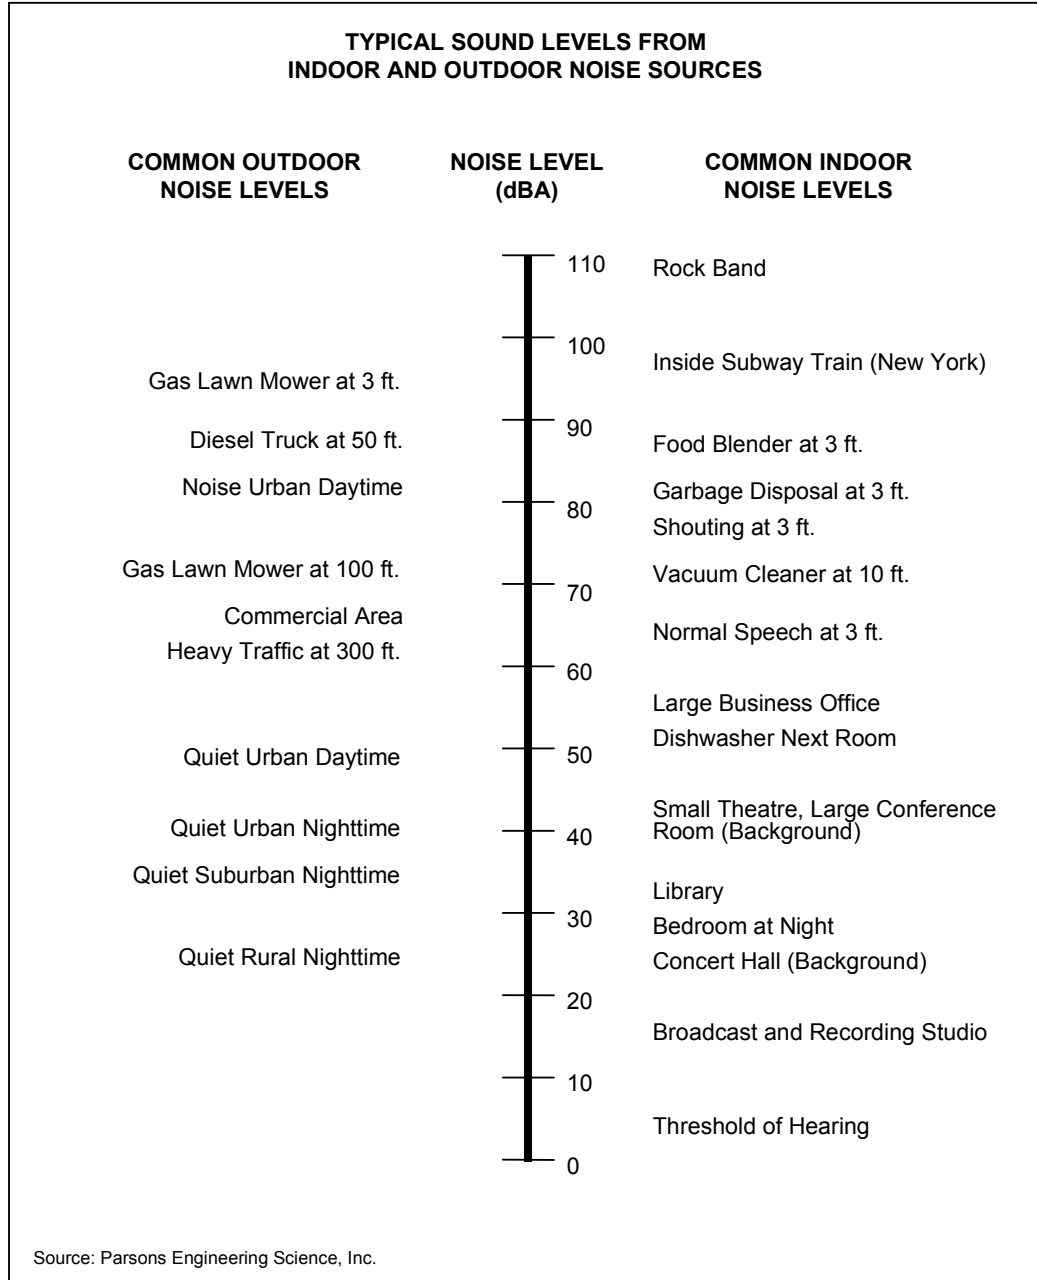 TYPICAL SOUND LEVELS FROM
INDOOR AND OUTDOOR NOISE SOURCES
COMMON OUTDOOR
NOISE LEVELS
NOISE LEVEL
(dBA)
COMMON INDOOR
NOISE LEVELS
110
Rock Band
100
Inside Subway Train (New York)
Gas Lawn Mower at 3 ft.
90
Diesel Truck at 50 ft.
Food Blender at 3 ft.
Noise Urban Daytime
Garbage Disposal at 3 ft.
80
Shouting at 3 ft.
Gas Lawn Mower at 100 ft.
Vacuum Cleaner at 10 ft.
70
Commercial Area
Normal Speech at 3 ft.
Heavy Traffic at 300 ft.
60
Large Business Office
Dishwasher Next Room
50
Quiet Urban Daytime
Small Theatre, Large Conference
Room (Background)
Quiet Urban Nighttime
40
Quiet Suburban Nighttime
Library
30
Bedroom at Night
Quiet Rural Nighttime
Concert Hall (Background)
20
Broadcast and Recording Studio
10
Threshold of Hearing
0
Source: Parsons Engineering Science, Inc.